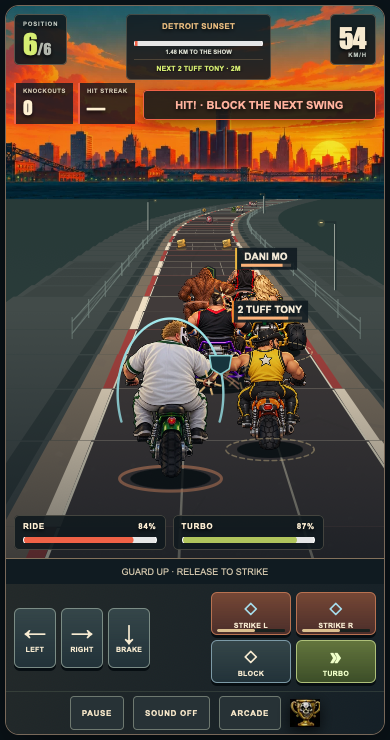 POSITION
6/6
DETROIT SUNSET
1.48 KM TO THE SHOW
NEXT 2 TUFF TONY · 2M
54
KM/H
KNOCKOUTS
0
HIT STREAK
—
HIT! · BLOCK THE NEXT SWING
DANI MO
2 TUFF TONY
RIDE 84%
TURBO 87%
GUARD UP · RELEASE TO STRIKE
← LEFT
→ RIGHT
↓ BRAKE
◇ STRIKE L
◇ STRIKE R
◇ BLOCK
» TURBO
PAUSE
SOUND OFF
ARCADE